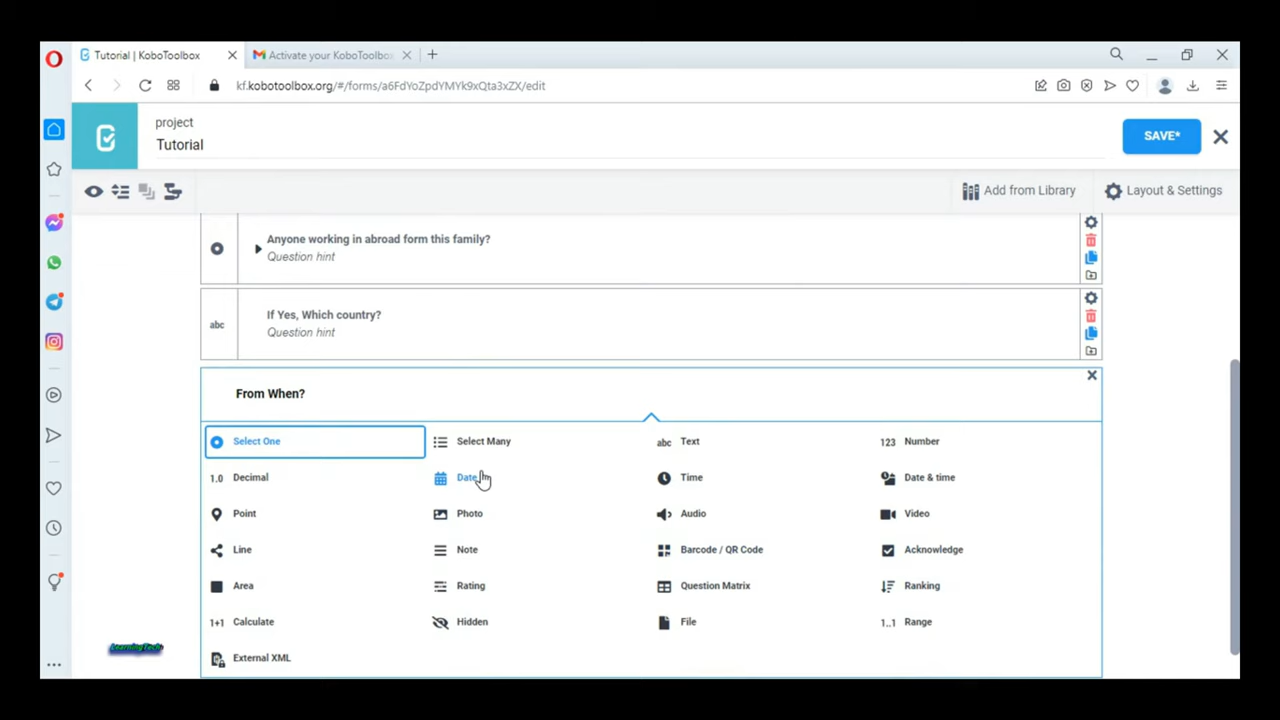 Tutorial | KoboToolbox
Activate your KoboToolbox
kf.kobotoolbox.org/#/forms/a6FdYoZpdYMYk9xQta3xZX/edit
project
Tutorial
SAVE*
Add from Library
Layout & Settings
Anyone working in abroad form this family?
Question hint
abc
If Yes, Which country?
Question hint
From When?
Select One
Select Many
abc Text
123 Number
1.0 Decimal
Date
Time
Date & time
Point
Photo
Audio
Video
Line
Note
Barcode / QR Code
Acknowledge
Area
Rating
Question Matrix
Ranking
1+1 Calculate
Hidden
File
1..1 Range
External XML
LearningTech